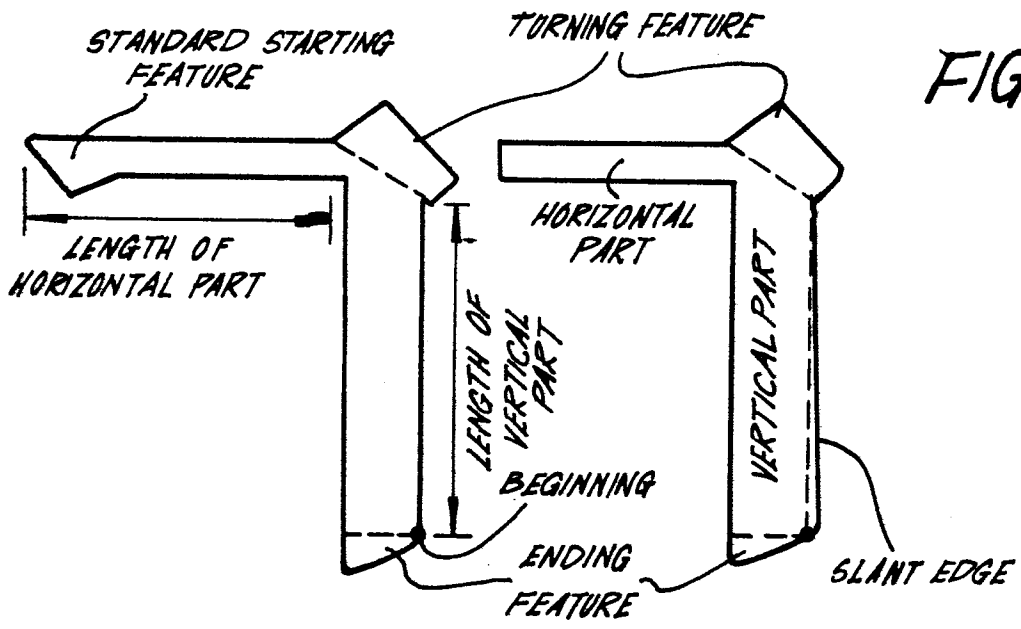 STANDARD STARTING
FEATURE
TURNING FEATURE
FIG
LENGTH OF
HORIZONTAL PART
HORIZONTAL
PART
LENGTH OF
VERTICAL
PART
VERTICAL PART
BEGINNING
ENDING
FEATURE
SLANT EDGE